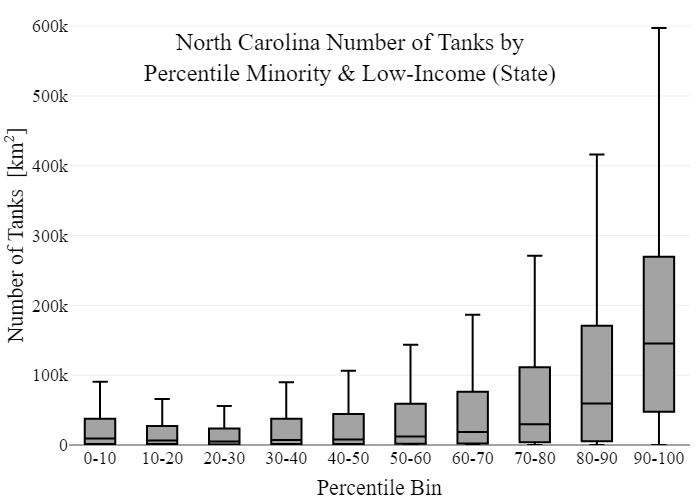 North Carolina Number of Tanks by
Percentile Minority & Low-Income (State)
Number of Tanks [km²]
600k
500k
400k
300k
200k
100k
0
0-10 10-20 20-30 30-40 40-50 50-60 60-70 70-80 80-90 90-100
Percentile Bin